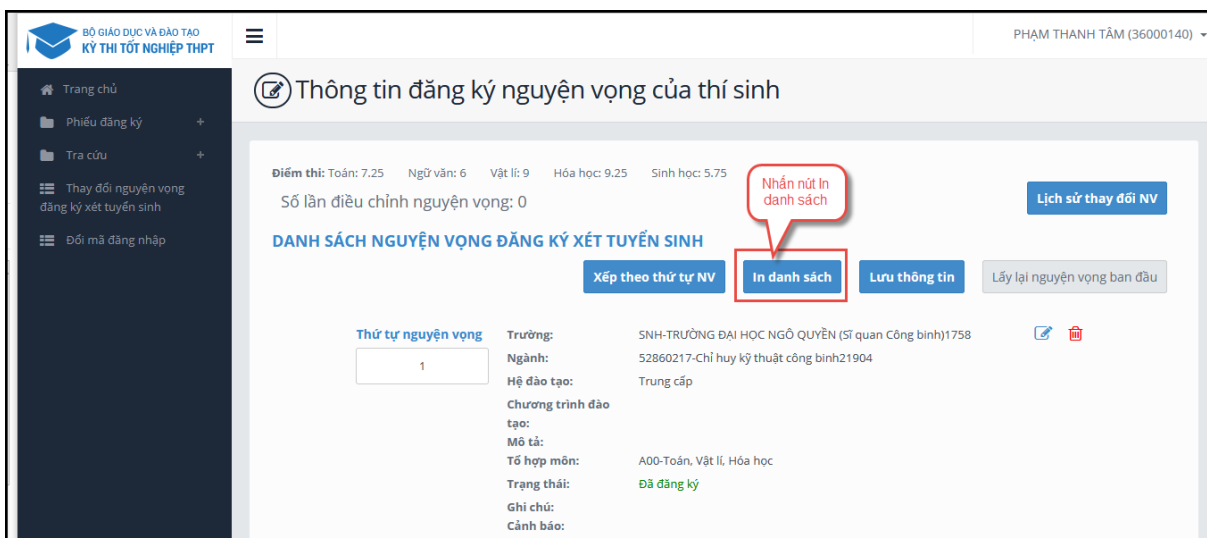 BỘ GIÁO DỤC VÀ ĐÀO TẠO
KỲ THI TỐT NGHIỆP THPT
PHẠM THANH TÂM (36000140)
Trang chủ
Phiếu đăng ký +
Tra cứu +
Thay đổi nguyện vọng
đăng ký xét tuyển sinh
Đổi mã đăng nhập
Thông tin đăng ký nguyện vọng của thí sinh
Điểm thi: Toán: 7.25 Ngữ văn: 6 Vật lí: 9 Hóa học: 9.25 Sinh học: 5.75
Nhấn nút In
danh sách
Số lần điều chỉnh nguyện vọng: 0
Lịch sử thay đổi NV
DANH SÁCH NGUYỆN VỌNG ĐĂNG KÝ XÉT TUYỂN SINH
Xếp theo thứ tự NV In danh sách Lưu thông tin Lấy lại nguyện vọng ban đầu
Thứ tự nguyện vọng
1
Trường: SNH-TRƯỜNG ĐẠI HỌC NGÔ QUYỀN (Sĩ quan Công binh)1758
Ngành: 52860217-Chỉ huy kỹ thuật công binh21904
Hệ đào tạo: Trung cấp
Chương trình đào
tạo:
Mô tả:
Tổ hợp môn: A00-Toán, Vật lí, Hóa học
Trạng thái: Đã đăng ký
Ghi chú:
Cảnh báo: